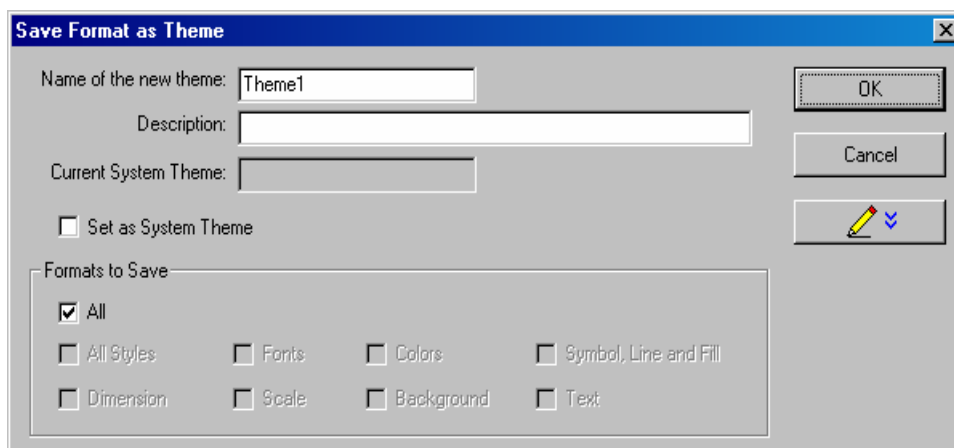 Save Format as Theme
Name of the new theme: Theme1
OK
Description:
Cancel
Current System Theme:
Set as System Theme
Formats to Save
All
All Styles Fonts Colors Symbol, Line and Fill
Dimension Scale Background Text